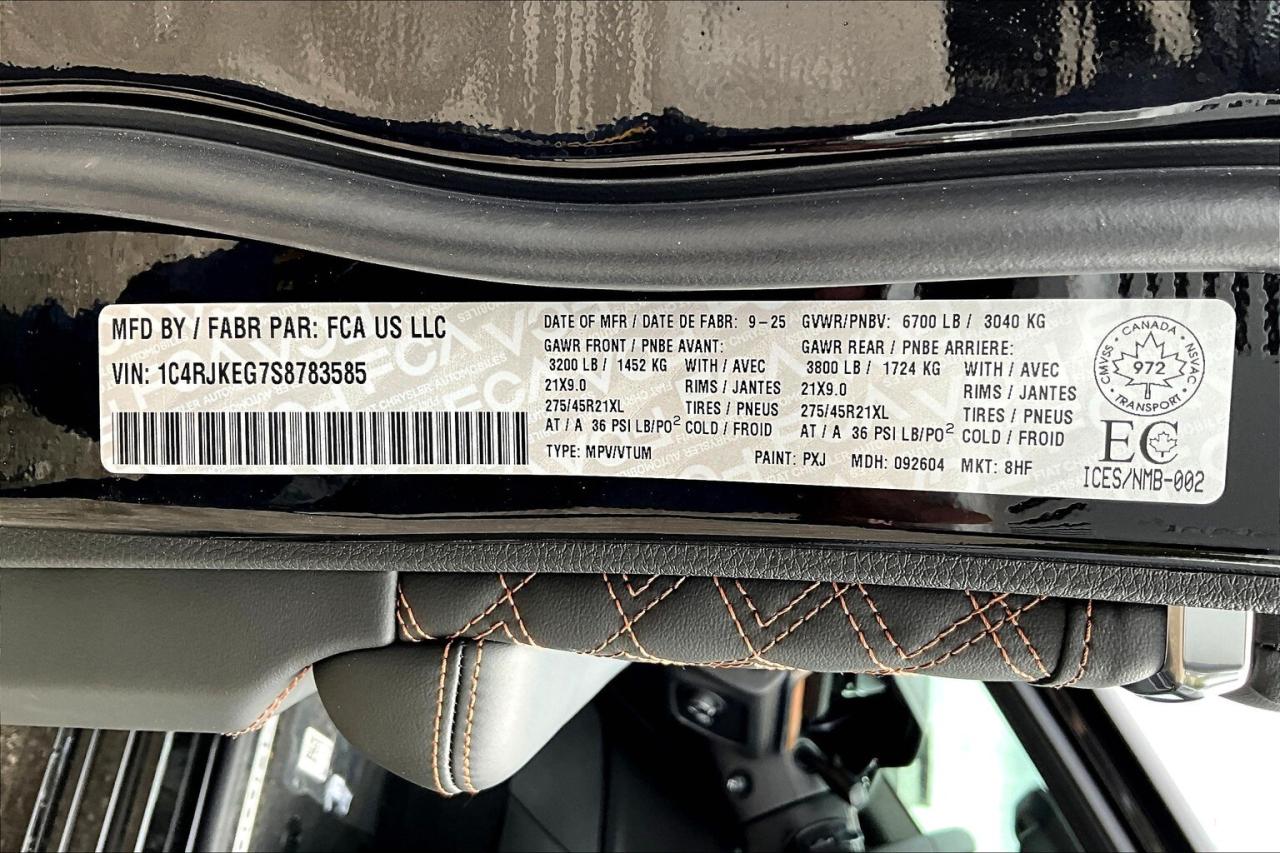 MFD BY / FABR PAR: FCA US LLC
VIN: 1C4RJKEG7S8783585
DATE OF MFR / DATE DE FABR: 9-25
GVWR/PNBV: 6700 LB / 3040 KG
GAWR FRONT / PNBE AVANT:
3200 LB / 1452 KG WITH / AVEC
21X9.0 RIMS / JANTES
275/45R21XL TIRES / PNEUS
AT / A 36 PSI LB/PO² COLD / FROID
GAWR REAR / PNBE ARRIERE:
3800 LB / 1724 KG WITH / AVEC
21X9.0 RIMS / JANTES
275/45R21XL TIRES / PNEUS
AT / A 36 PSI LB/PO² COLD / FROID
TYPE: MPV/VTUM PAINT: PXJ MDH: 092604 MKT: 8HF
CANADA
CMVSS
NSVAC
972
TRANSPORT
EC
ICES/NMB-002